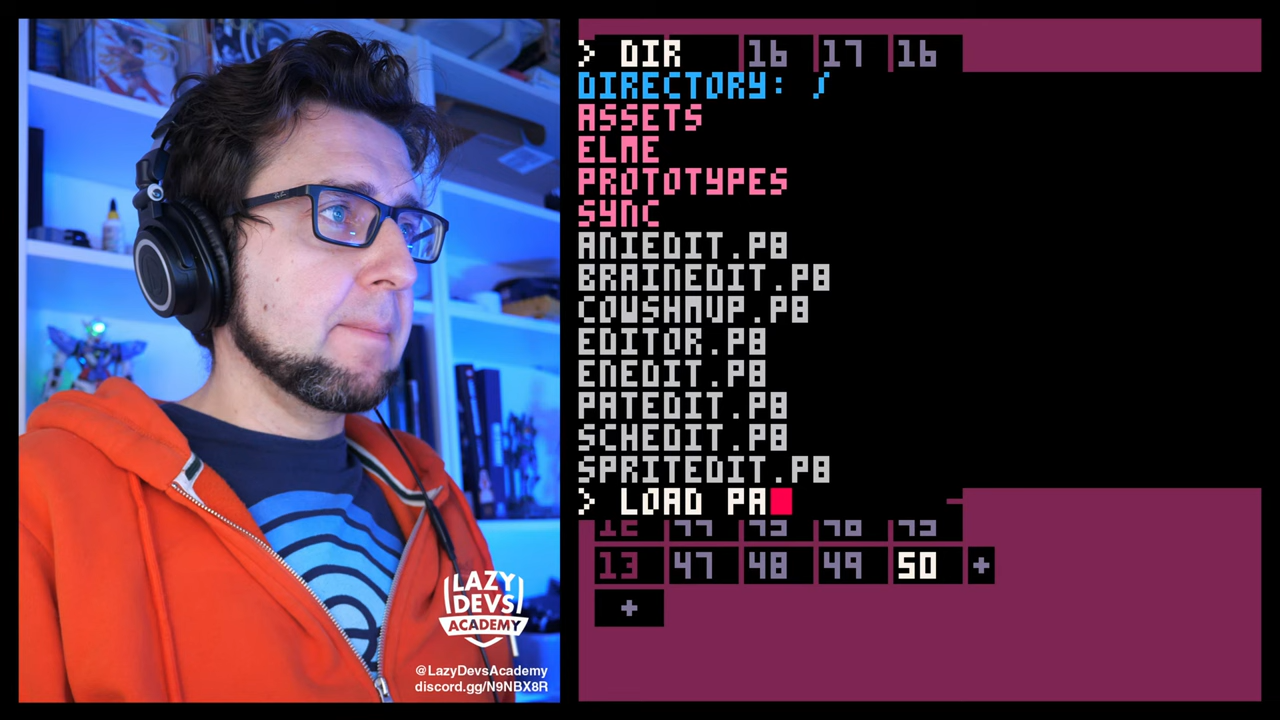 > DIR 16 17 16
DIRECTORY: /
ASSETS
ELME
PROTOTYPES
SYNC
ANIEDIT.P8
BRAINEDIT.P8
COWSHMUP.P8
EDITOR.P8
ENEDIT.P8
PATEDIT.P8
SCHEDIT.P8
SPRITEDIT.P8
> LOAD PA
13 47 48 49 50 +
+
LAZY
DEVS
ACADEMY
@LazyDevsAcademy
discord.gg/N9NBX8R